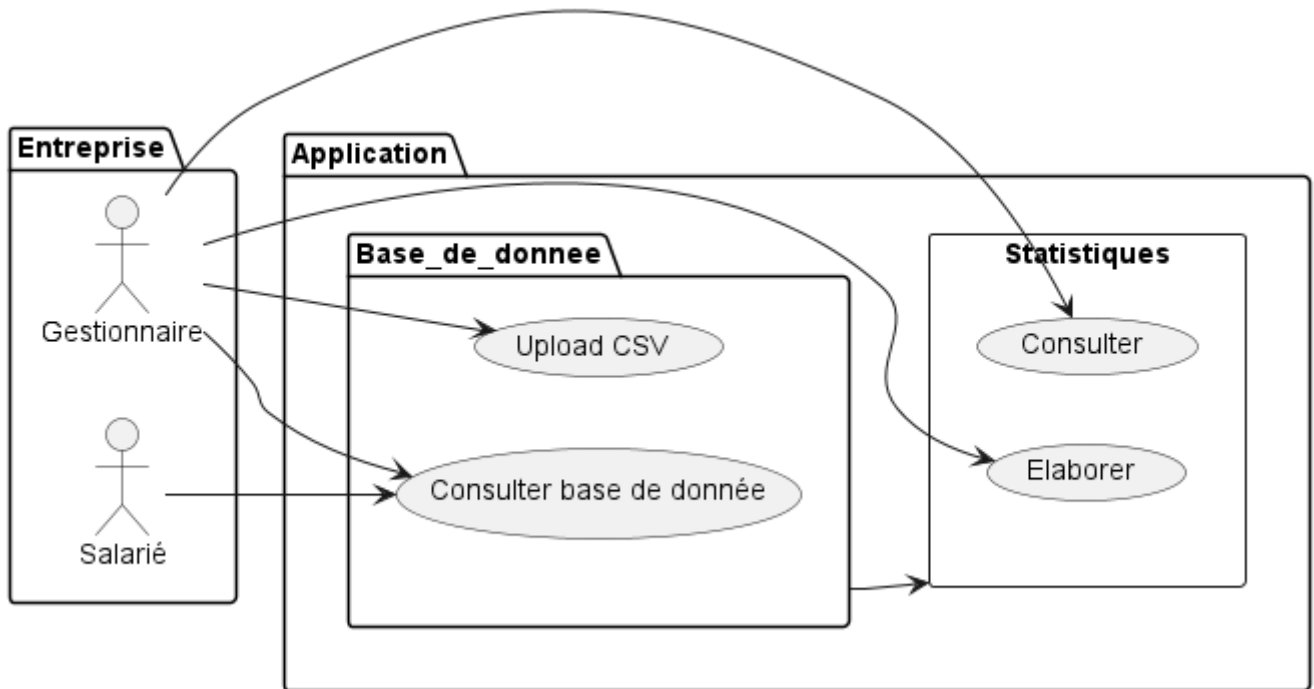 Entreprise
Application
Gestionnaire
Salarié
Base_de_donnee
Upload CSV
Consulter base de donnée
Statistiques
Consulter
Elaborer